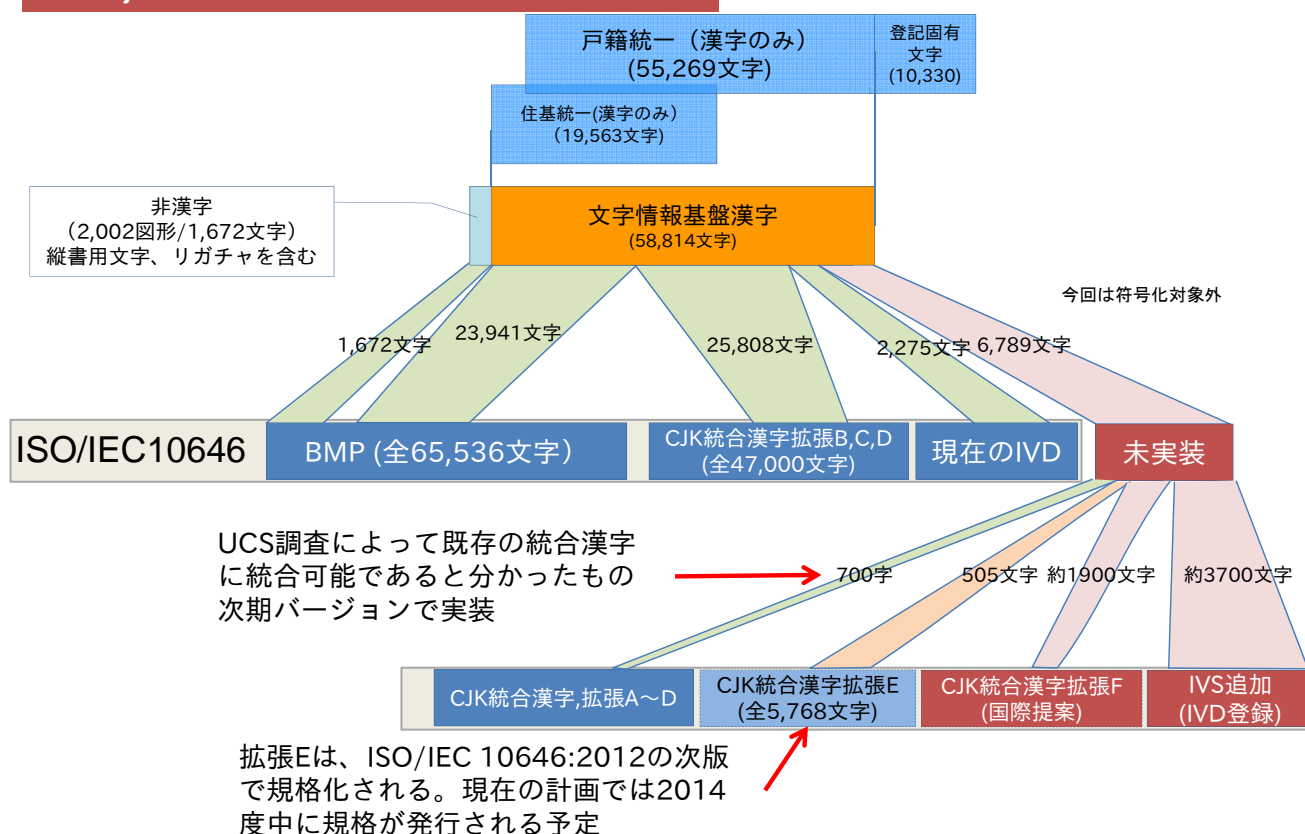 戸籍統一（漢字のみ）
(55,269文字)
登記固有
文字
(10,330)
住基統一(漢字のみ）
（19,563文字)
非漢字
（2,002図形/1,672文字）
縦書用文字、リガチャを含む
文字情報基盤漢字
(58,814文字)
今回は符号化対象外
1,672文字
23,941文字
25,808文字
2,275文字
6,789文字
ISO/IEC10646
BMP (全65,536文字）
CJK統合漢字拡張B,C,D
(全47,000文字)
現在のIVD
未実装
UCS調査によって既存の統合漢字
に統合可能であると分かったもの
次期バージョンで実装
700字
505文字
約1900文字
約3700文字
CJK統合漢字,拡張A～D
CJK統合漢字拡張E
(全5,768文字)
CJK統合漢字拡張F
(国際提案)
IVS追加
(IVD登録)
拡張Eは、ISO/IEC 10646:2012の次版
で規格化される。現在の計画では2014
度中に規格が発行される予定